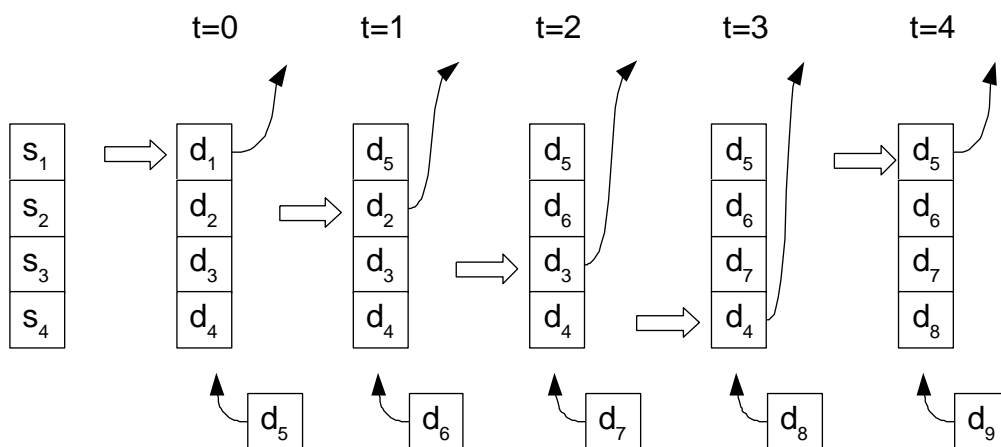 t=0 t=1 t=2 t=3 t=4
s₁ d₁ d₅ d₅ d₅ d₅
s₂ d₂ d₂ d₆ d₆ d₆
s₃ d₃ d₃ d₃ d₇ d₇
s₄ d₄ d₄ d₄ d₄ d₈
d₅ d₆ d₇ d₈ d₉